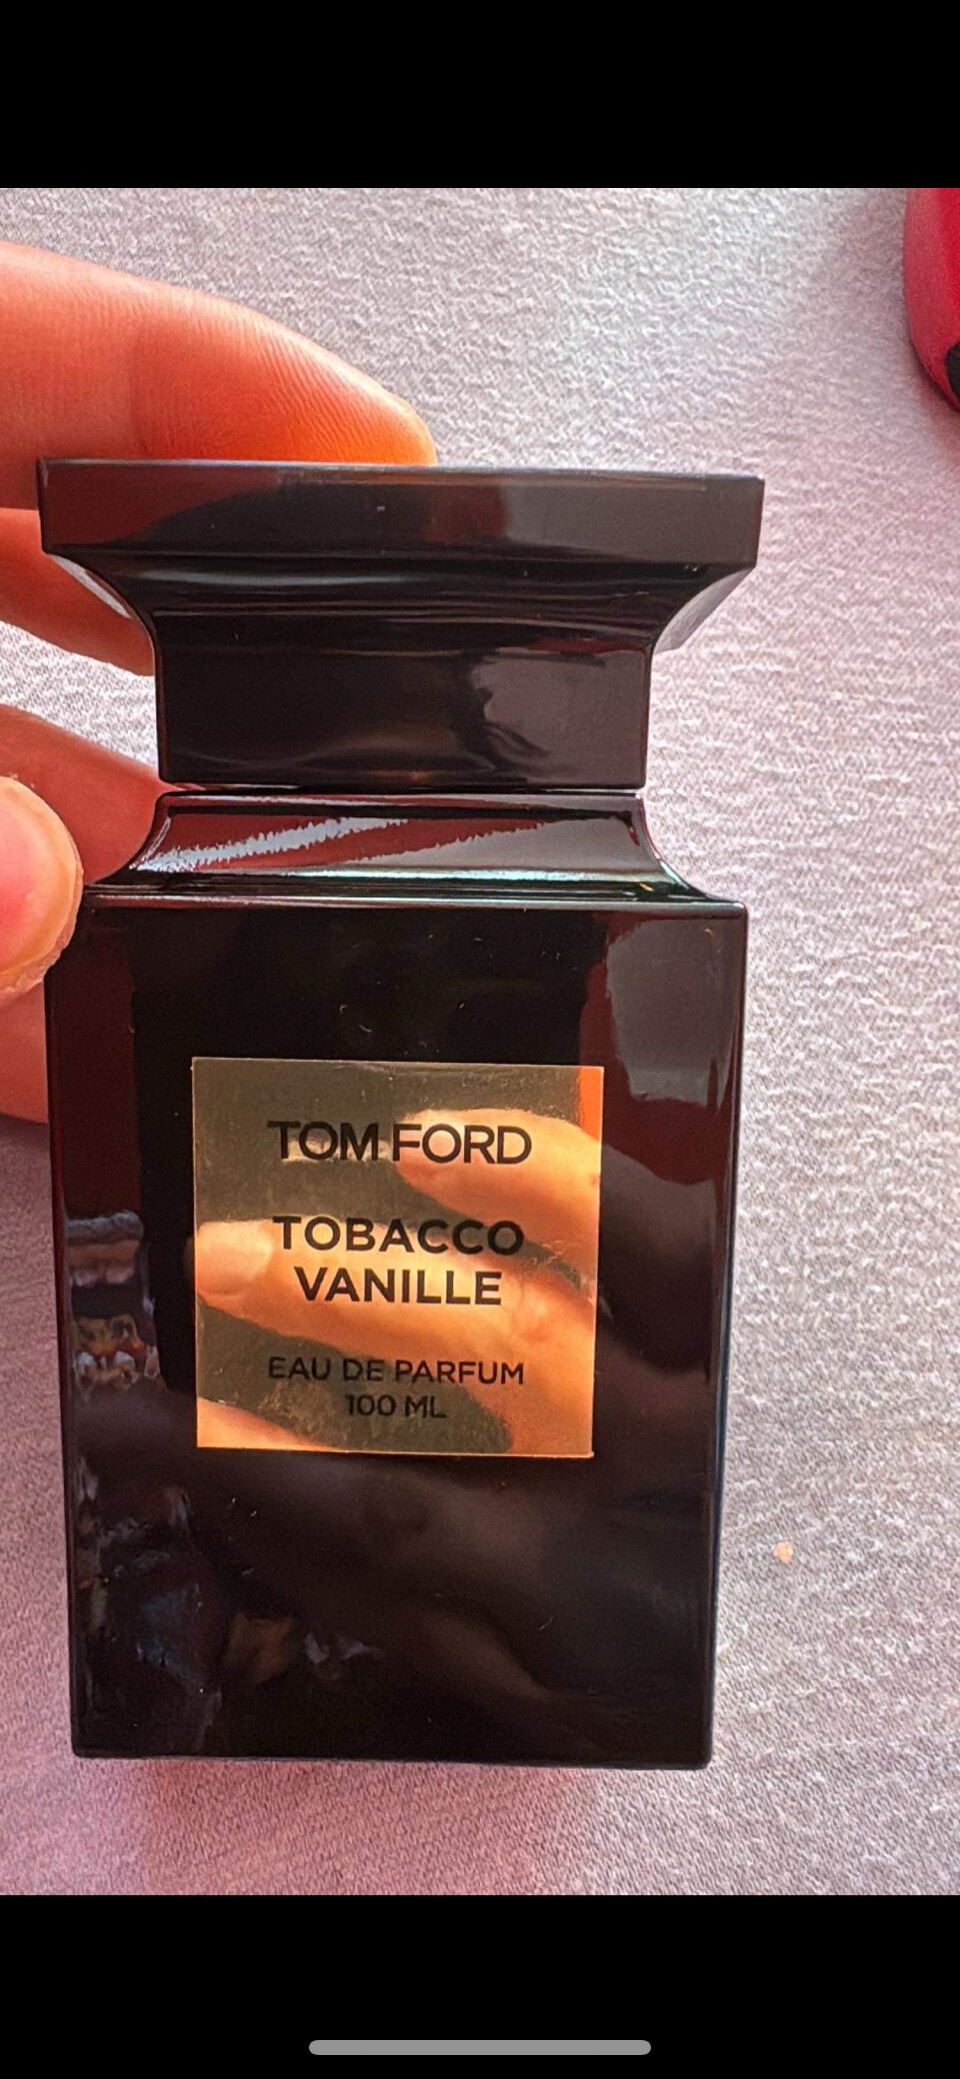 TOM FORD
TOBACCO
VANILLE
EAU DE PARFUM
100 ML